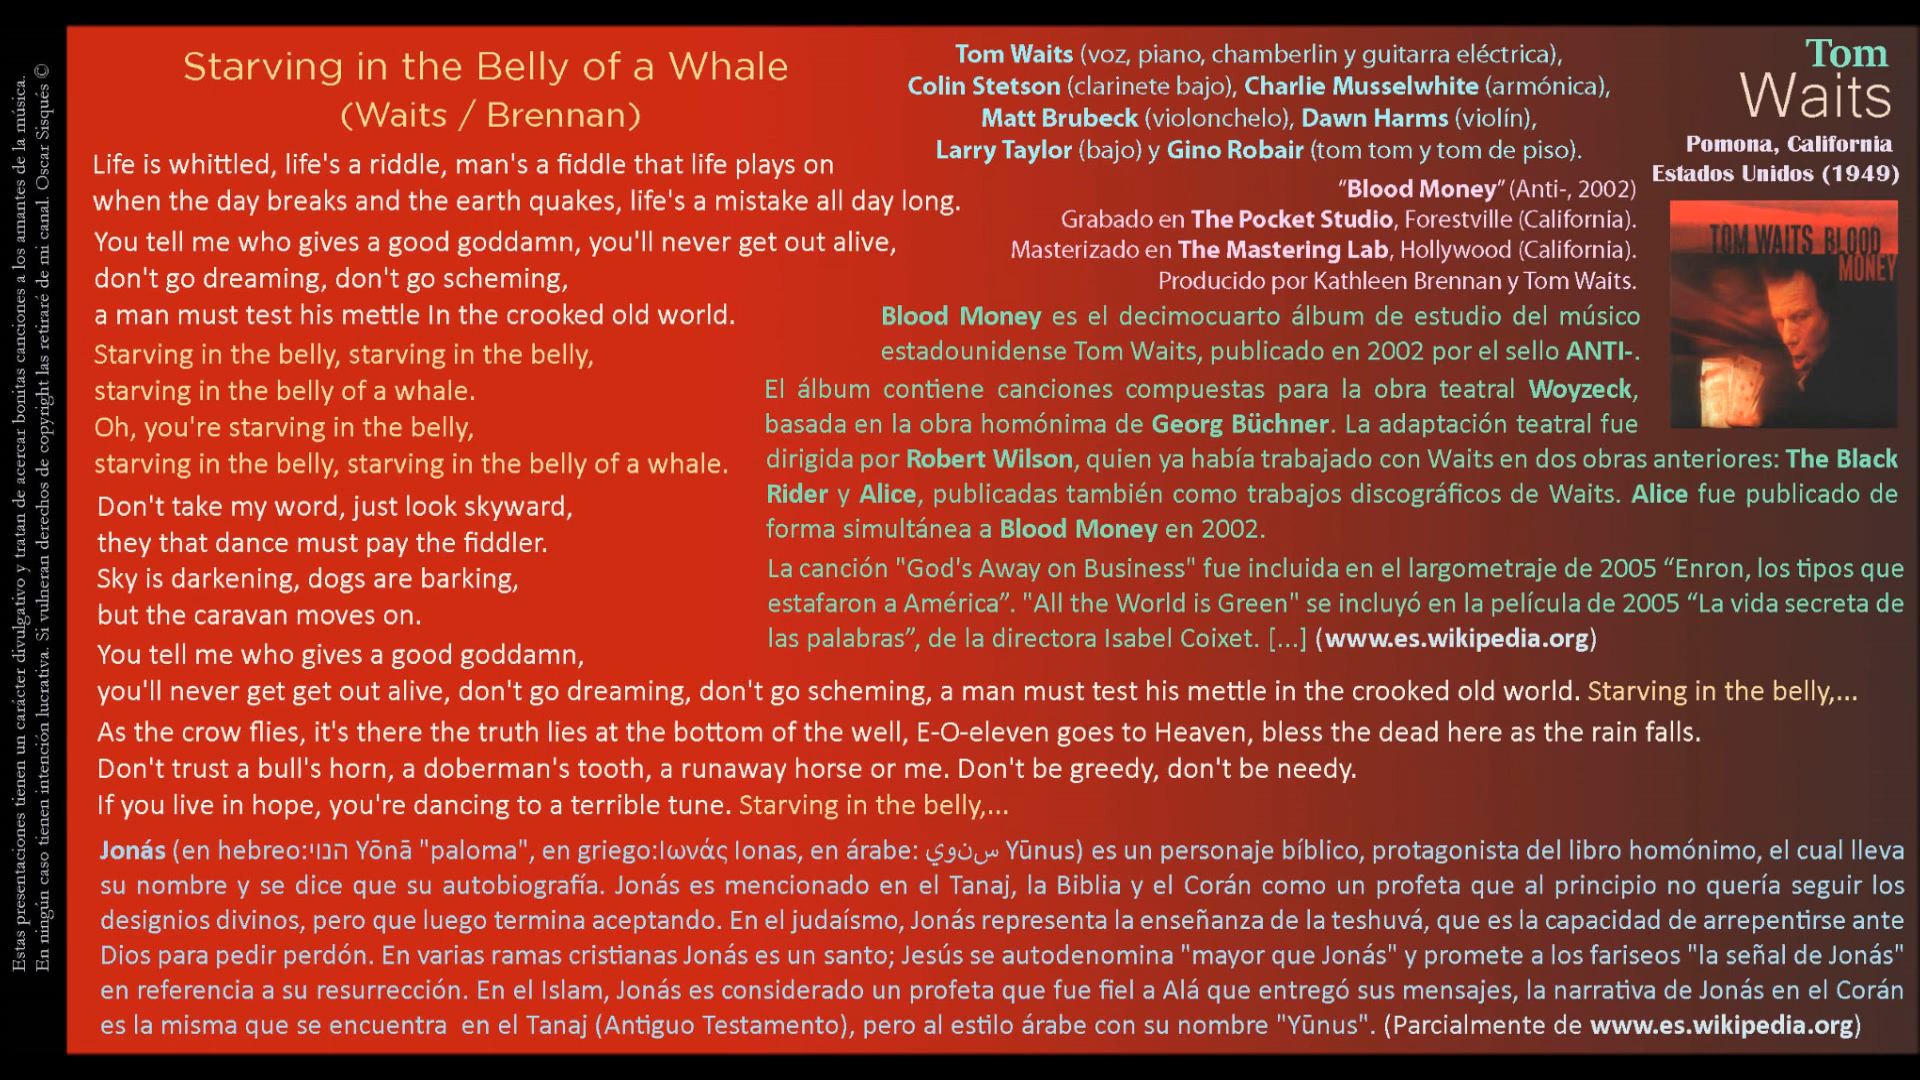 Starving in the Belly of a Whale
(Waits / Brennan)
Life is whittled, life's a riddle, man's a fiddle that life plays on
when the day breaks and the earth quakes, life's a mistake all day long.
You tell me who gives a good goddamn, you'll never get out alive,
don't go dreaming, don't go scheming,
a man must test his mettle In the crooked old world.
Starving in the belly, starving in the belly,
starving in the belly of a whale.
Oh, you're starving in the belly,
starving in the belly, starving in the belly of a whale.
Don't take my word, just look skyward,
they that dance must pay the fiddler.
Sky is darkening, dogs are barking,
but the caravan moves on.
You tell me who gives a good goddamn,
you'll never get get out alive, don't go dreaming, don't go scheming, a man must test his mettle in the crooked old world. Starving in the belly,...
As the crow flies, it's there the truth lies at the bottom of the well, E-O-eleven goes to Heaven, bless the dead here as the rain falls.
Don't trust a bull's horn, a doberman's tooth, a runaway horse or me. Don't be greedy, don't be needy.
If you live in hope, you're dancing to a terrible tune. Starving in the belly,...
Tom Waits (voz, piano, chamberlin y guitarra eléctrica),
Colin Stetson (clarinete bajo), Charlie Musselwhite (armónica),
Matt Brubeck (violonchelo), Dawn Harms (violín),
Larry Taylor (bajo) y Gino Robair (tom tom y tom de piso).
"Blood Money" (Anti-, 2002)
Grabado en The Pocket Studio, Forestville (California).
Masterizado en The Mastering Lab, Hollywood (California).
Producido por Kathleen Brennan y Tom Waits.
Tom
Waits
Pomona, California
Estados Unidos (1949)
TOM WAITS BLOOD
MONEY
Blood Money es el decimocuarto álbum de estudio del músico
estadounidense Tom Waits, publicado en 2002 por el sello ANTI-.
El álbum contiene canciones compuestas para la obra teatral Woyzeck,
basada en la obra homónima de Georg Büchner. La adaptación teatral fue
dirigida por Robert Wilson, quien ya había trabajado con Waits en dos obras anteriores: The Black
Rider y Alice, publicadas también como trabajos discográficos de Waits. Alice fue publicado de
forma simultánea a Blood Money en 2002.
La canción "God's Away on Business" fue incluida en el largometraje de 2005 “Enron, los tipos que
estafaron a América”. "All the World is Green" se incluyó en la película de 2005 “La vida secreta de
las palabras”, de la directora Isabel Coixet. [...] (www.es.wikipedia.org)
Jonás (en hebreo:הנוי Yōnā "paloma", en griego:Ιωνάς Ionas, en árabe: سنوي Yūnus) es un personaje bíblico, protagonista del libro homónimo, el cual lleva
su nombre y se dice que su autobiografía. Jonás es mencionado en el Tanaj, la Biblia y el Corán como un profeta que al principio no quería seguir los
designios divinos, pero que luego termina aceptando. En el judaísmo, Jonás representa la enseñanza de la teshuvá, que es la capacidad de arrepentirse ante
Dios para pedir perdón. En varias ramas cristianas Jonás es un santo; Jesús se autodenomina "mayor que Jonás" y promete a los fariseos "la señal de Jonás"
en referencia a su resurrección. En el Islam, Jonás es considerado un profeta que fue fiel a Alá que entregó sus mensajes, la narrativa de Jonás en el Corán
es la misma que se encuentra en el Tanaj (Antiguo Testamento), pero al estilo árabe con su nombre "Yūnus". (Parcialmente de www.es.wikipedia.org)
Estas presentaciones tienen un carácter divulgativo y tratan de acercar bonitas canciones a los amantes de la música.
En ningún caso tienen intención lucrativa. Si vulneran derechos de copyright las retiraré de mi canal. Oscar Sisqués ©